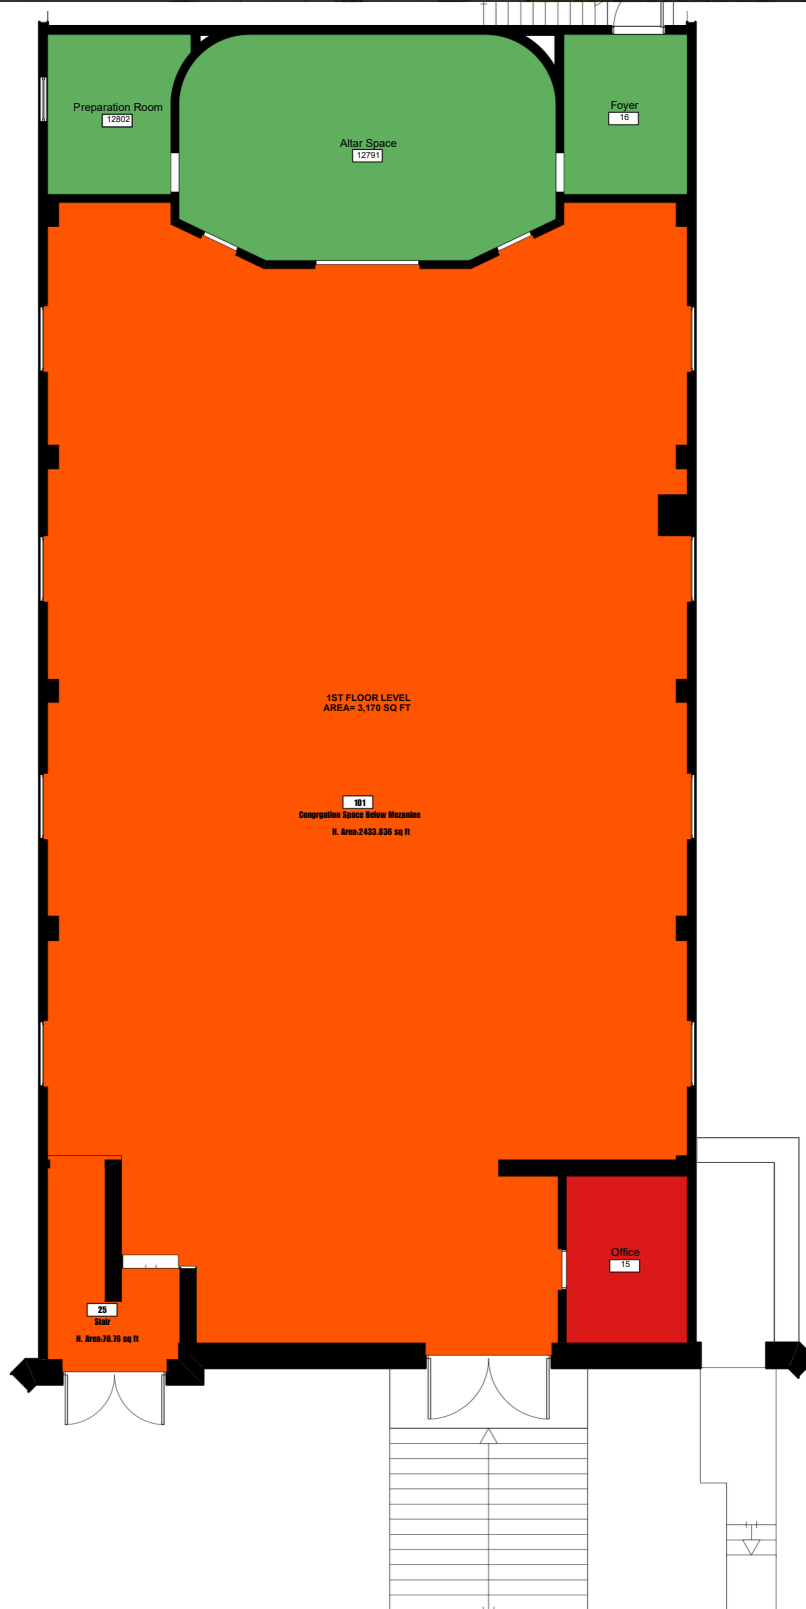 Preparation Room
12802
Altar Space
12791
Foyer
16
1ST FLOOR LEVEL
AREA= 3,170 SQ FT
101
Congrgation Space Below Mezanine
N. Area:2433.836 sq ft
Office
15
25
Stair
N. Area:70.76 sq ft